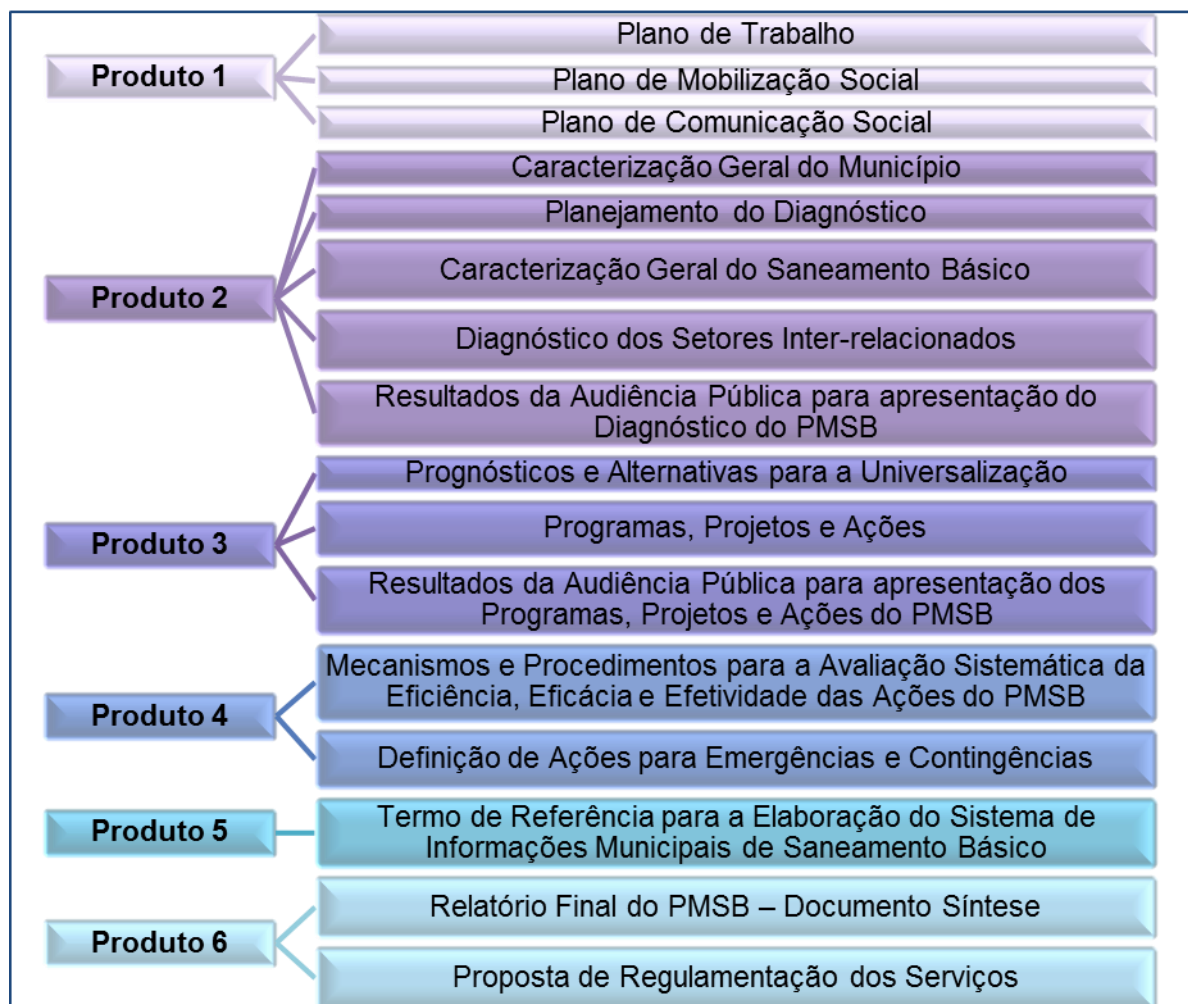 Produto 1
Plano de Trabalho
Plano de Mobilização Social
Plano de Comunicação Social
Produto 2
Caracterização Geral do Município
Planejamento do Diagnóstico
Caracterização Geral do Saneamento Básico
Diagnóstico dos Setores Inter-relacionados
Resultados da Audiência Pública para apresentação do
Diagnóstico do PMSB
Produto 3
Prognósticos e Alternativas para a Universalização
Programas, Projetos e Ações
Resultados da Audiência Pública para apresentação dos
Programas, Projetos e Ações do PMSB
Produto 4
Mecanismos e Procedimentos para a Avaliação Sistemática da
Eficiência, Eficácia e Efetividade das Ações do PMSB
Definição de Ações para Emergências e Contingências
Produto 5
Termo de Referência para a Elaboração do Sistema de
Informações Municipais de Saneamento Básico
Produto 6
Relatório Final do PMSB – Documento Síntese
Proposta de Regulamentação dos Serviços